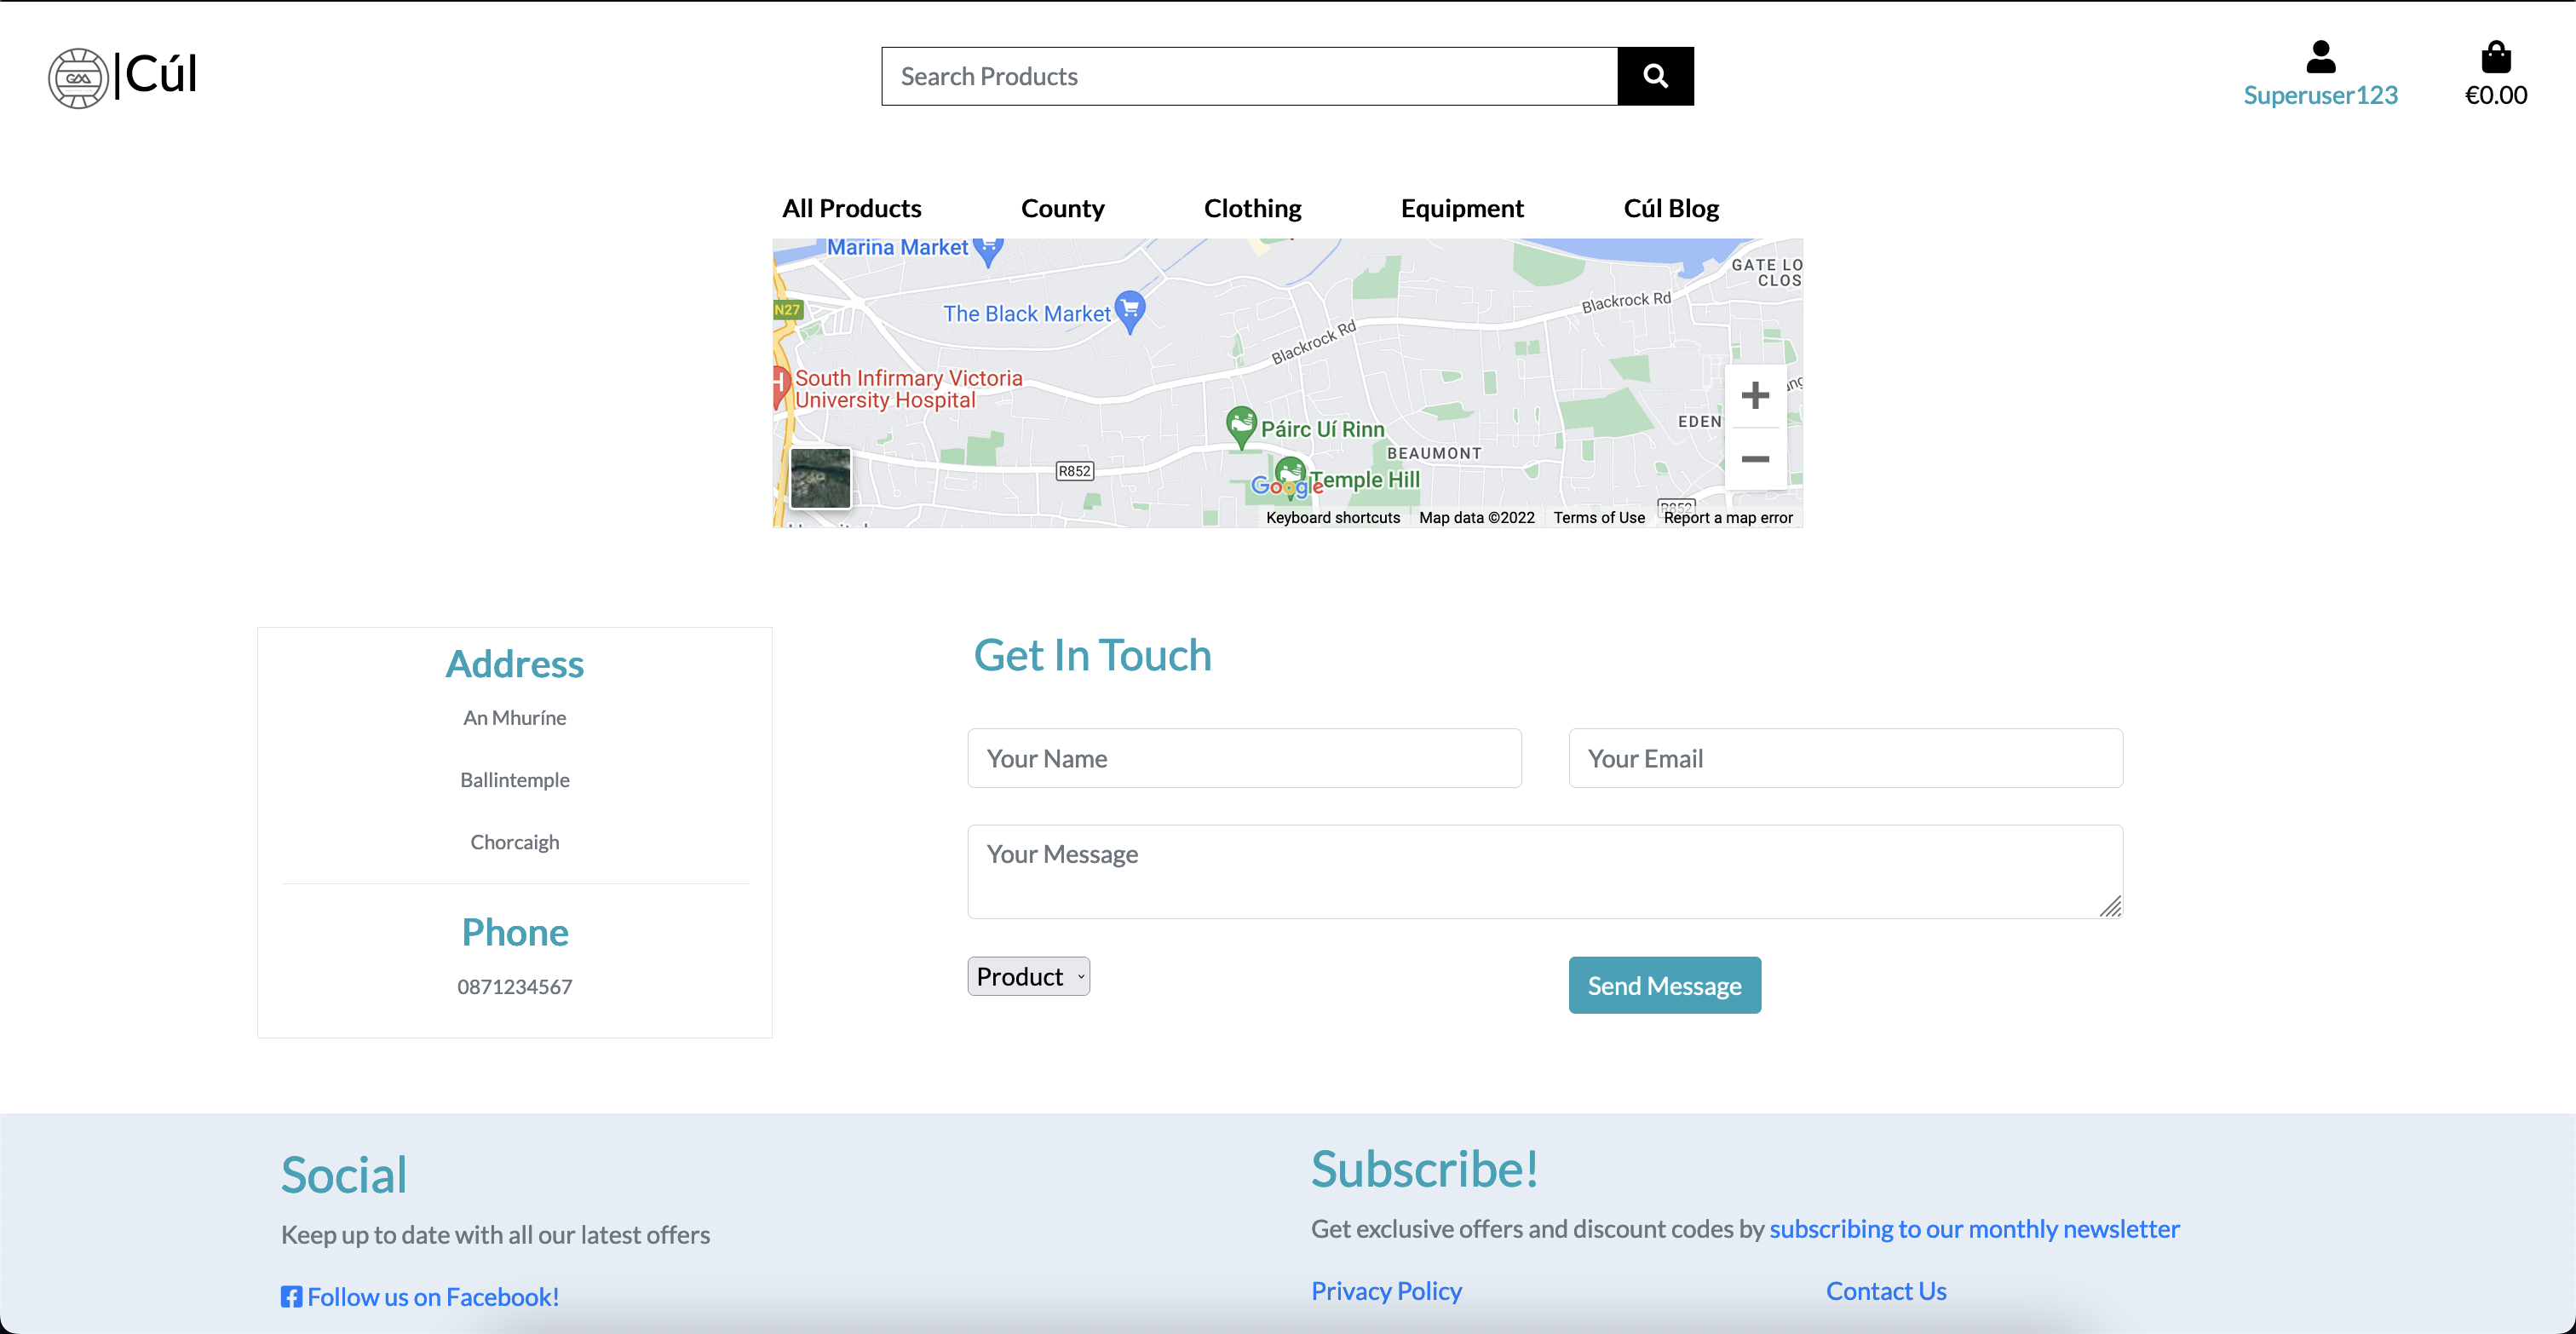 GAA
|Cúl
Search Products
Superuser123
€0.00
All Products
County
Clothing
Equipment
Cúl Blog
Marina Market
GATE LO
CLOS
The Black Market
Blackrock Rd
N27
Blackrock Rd
South Infirmary Victoria
University Hospital
H
Páirc Uí Rinn
EDEN
BEAUMONT
R852
Temple Hill
Google
R852
Keyboard shortcuts
Map data ©2022
Terms of Use
Report a map error
Address
An Mhuríne
Ballintemple
Chorcaigh
Phone
0871234567
Get In Touch
Your Name
Your Email
Your Message
Product
Send Message
Social
Keep up to date with all our latest offers
Follow us on Facebook!
Subscribe!
Get exclusive offers and discount codes by subscribing to our monthly newsletter
Privacy Policy
Contact Us